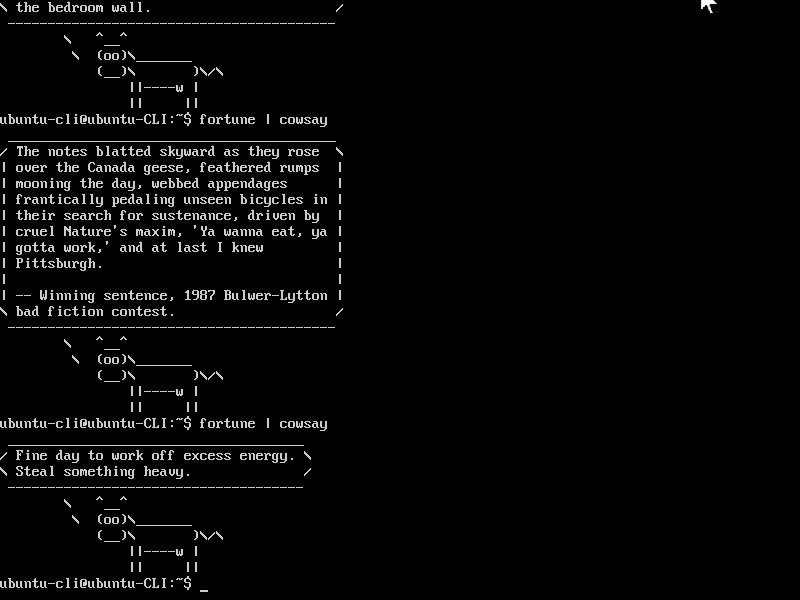 \ the bedroom wall.                       /
 -----------------------------------------
        \   ^__^
         \  (oo)\_______
            (__)\       )\/\
                ||----w |
                ||     ||
ubuntu-cli@ubuntu-CLI:~$ fortune | cowsay
 _________________________________________
/ The notes blatted skyward as they rose  \
| over the Canada geese, feathered rumps  |
| mooning the day, webbed appendages      |
| frantically pedaling unseen bicycles in |
| their search for sustenance, driven by  |
| cruel Nature's maxim, 'Ya wanna eat, ya |
| gotta work,' and at last I knew         |
| Pittsburgh.                             |
|                                         |
| -- Winning sentence, 1987 Bulwer-Lytton |
\ bad fiction contest.                    /
 -----------------------------------------
        \   ^__^
         \  (oo)\_______
            (__)\       )\/\
                ||----w |
                ||     ||
ubuntu-cli@ubuntu-CLI:~$ fortune | cowsay
 _____________________________________
/ Fine day to work off excess energy. \
\ Steal something heavy.              /
 -------------------------------------
        \   ^__^
         \  (oo)\_______
            (__)\       )\/\
                ||----w |
                ||     ||
ubuntu-cli@ubuntu-CLI:~$ _